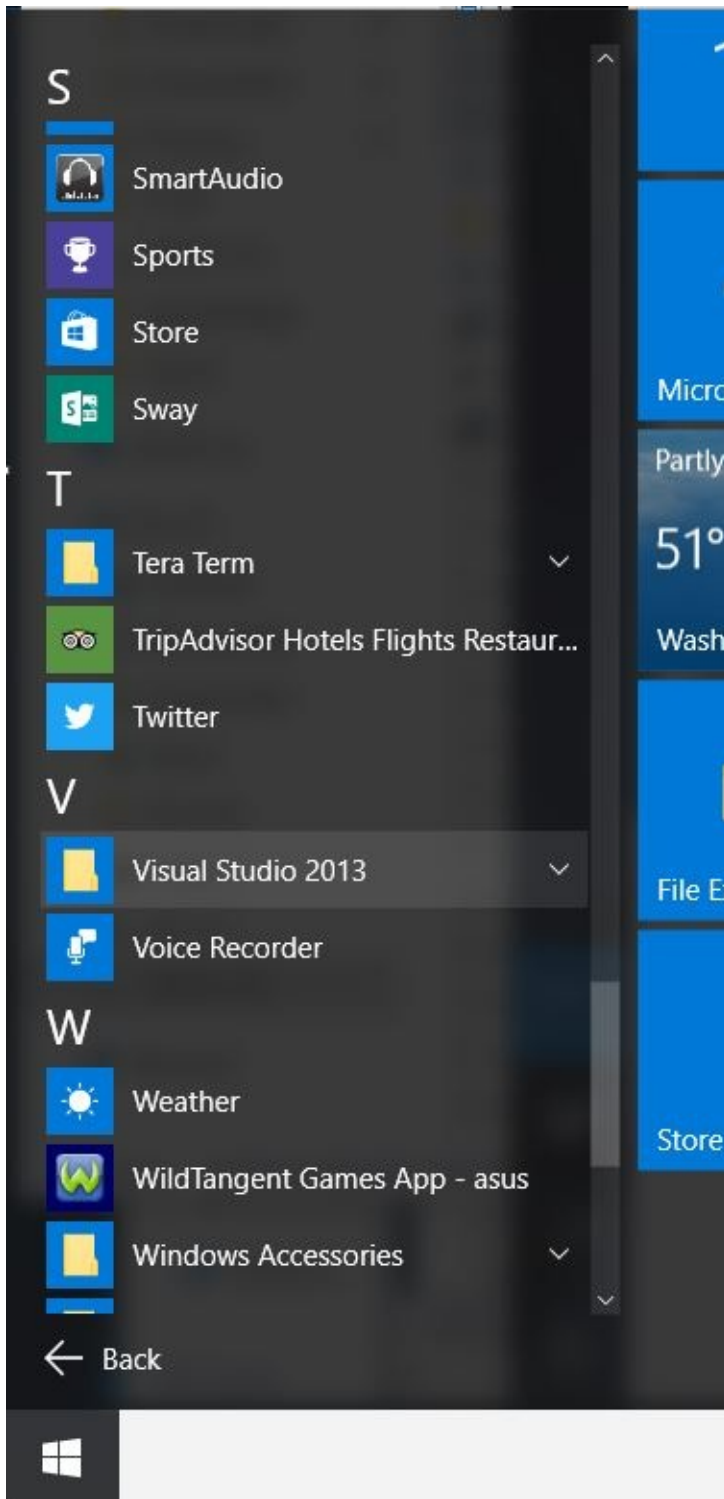 S
SmartAudio
Sports
Store
Sway
T
Tera Term
TripAdvisor Hotels Flights Restaur...
Twitter
V
Visual Studio 2013
Voice Recorder
W
Weather
WildTangent Games App - asus
Windows Accessories
Back
Micro
Partly
51°
Wash
File E
Store